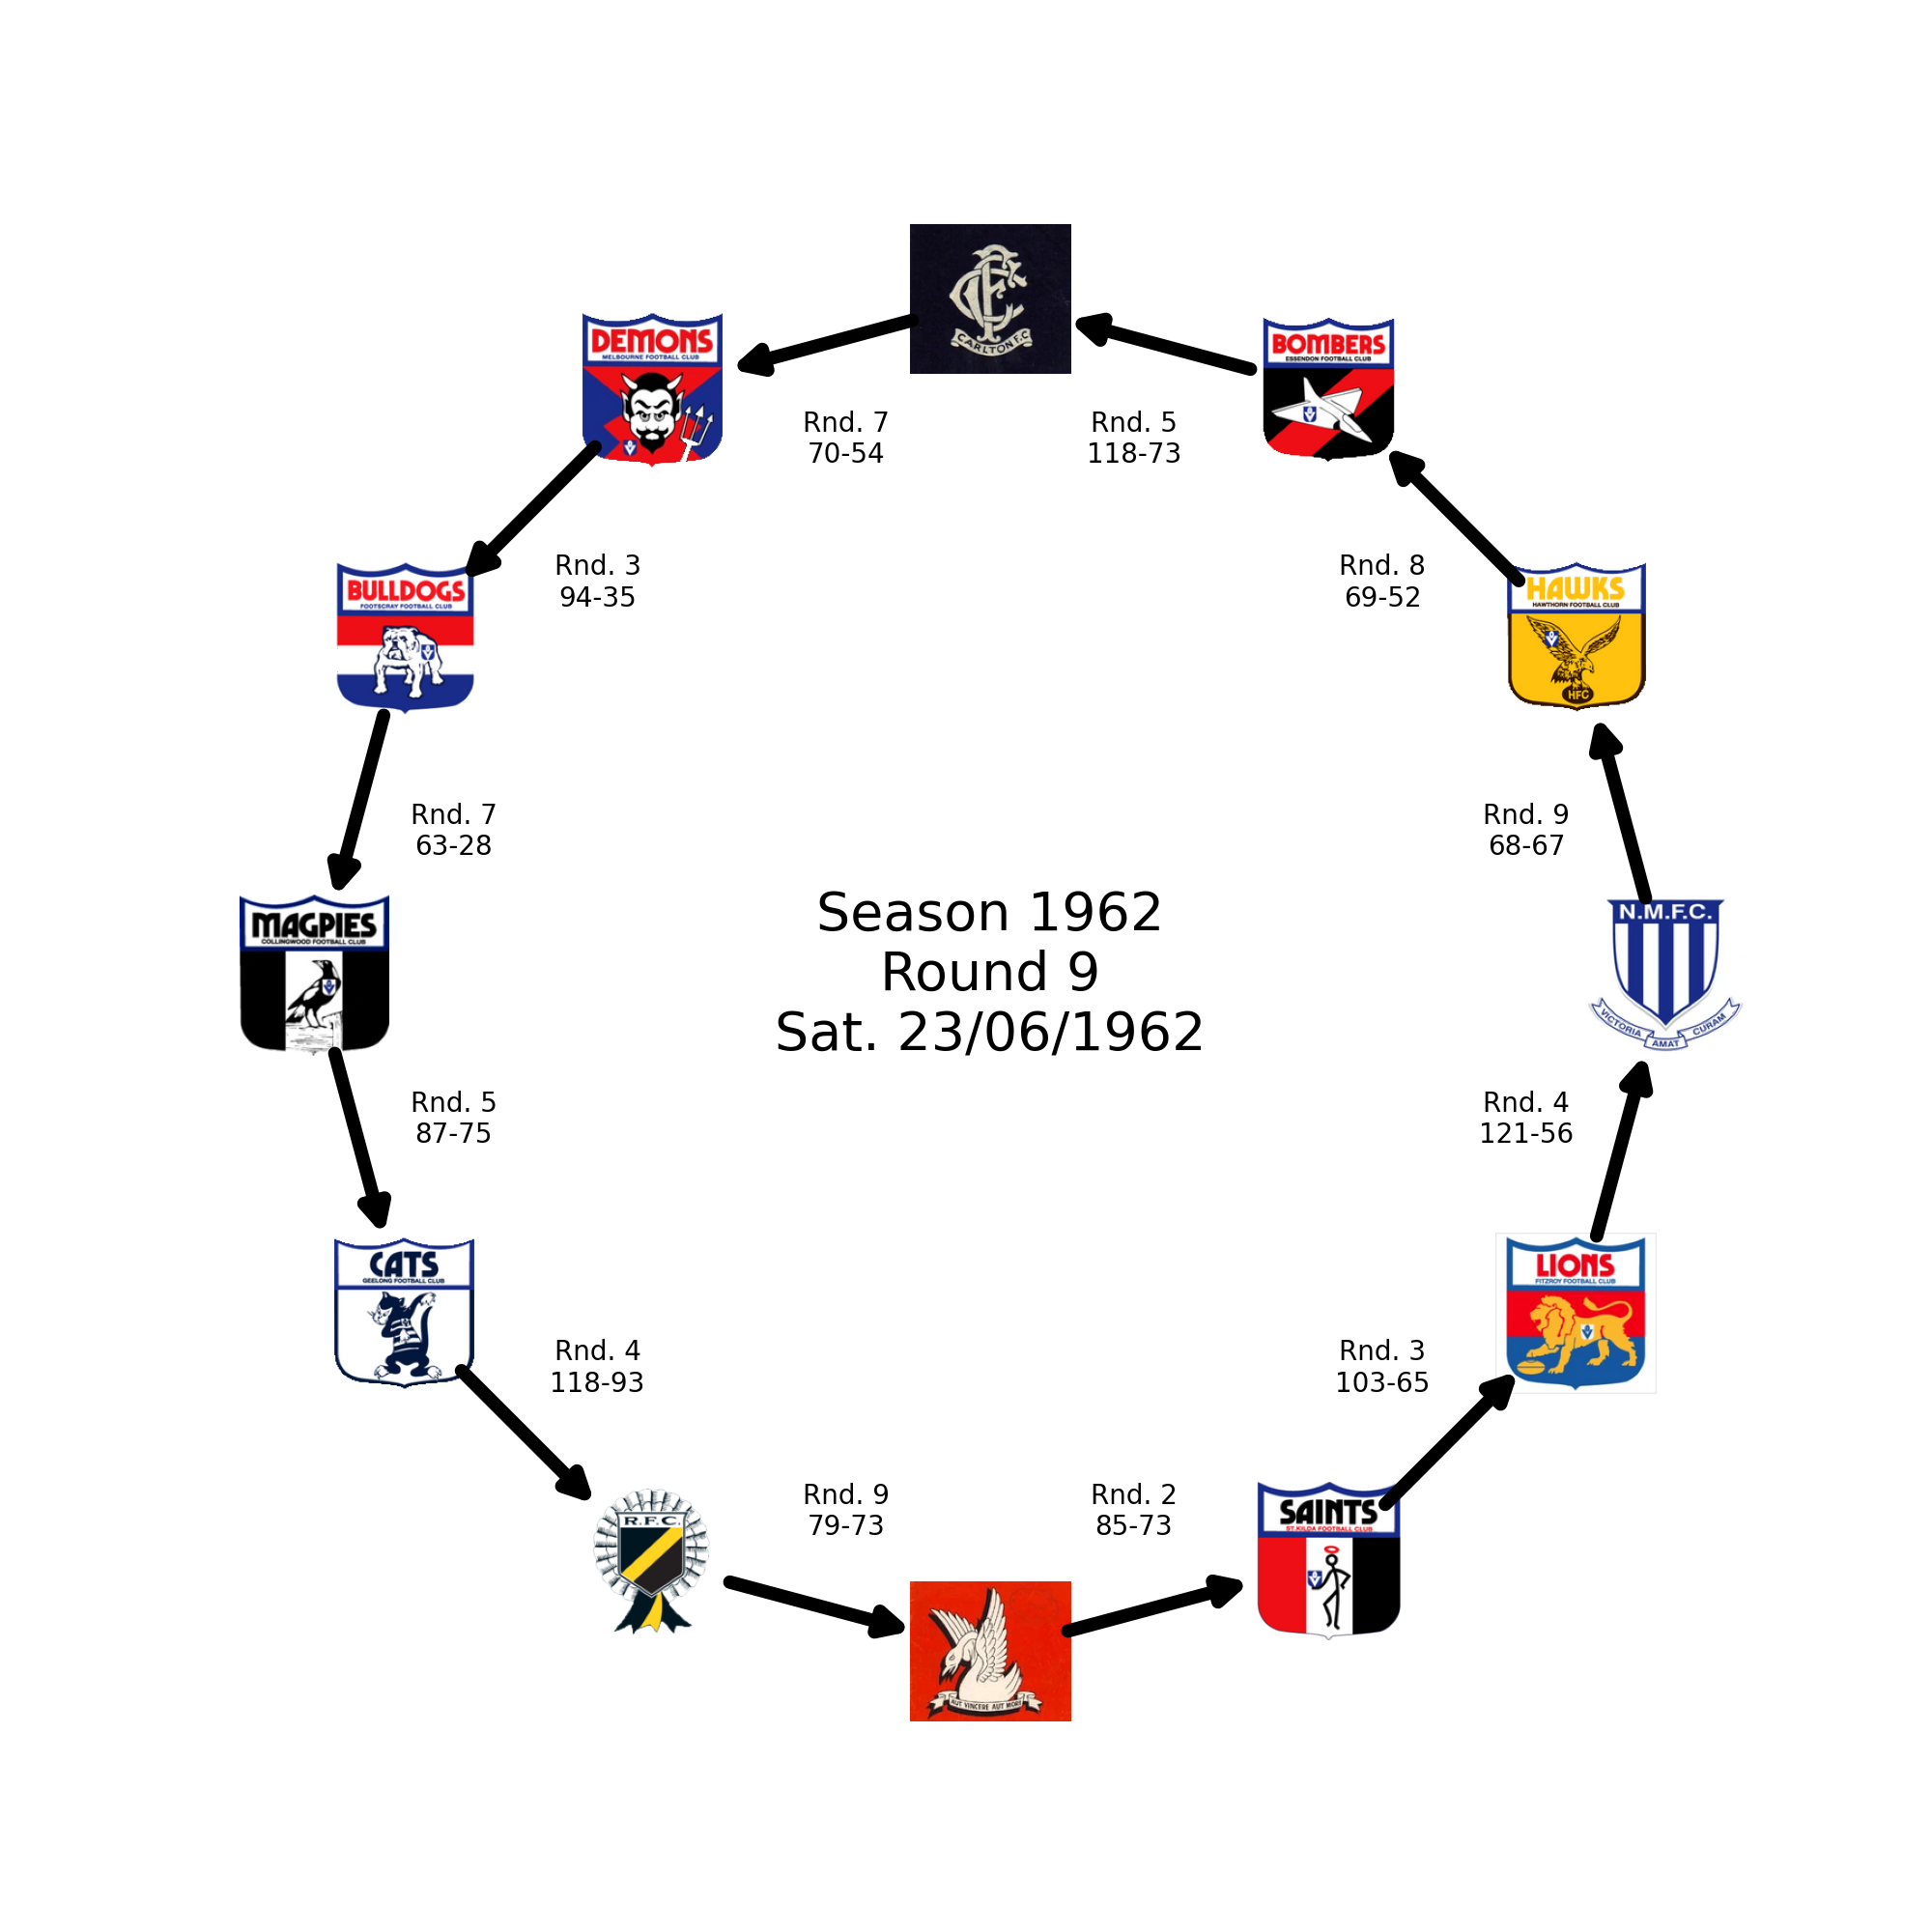 CARLTON F.C
DEMONS
MELBOURNE FOOTBALL CLUB
BOMBERS
ESSENDON FOOTBALL CLUB
Rnd. 7
70-54
Rnd. 5
118-73
BULLDOGS
FOOTSCRAY FOOTBALL CLUB
Rnd. 3
94-35
Rnd. 8
69-52
HAWKS
HAWTHORN FOOTBALL CLUB
HFC
Rnd. 7
63-28
Rnd. 9
68-67
MAGPIES
COLLINGWOOD FOOTBALL CLUB
Season 1962
Round 9
Sat. 23/06/1962
N.M.F.C.
VICTORIA
AMAT
CURAM
Rnd. 5
87-75
Rnd. 4
121-56
CATS
GEELONG FOOTBALL CLUB
LIONS
FITZROY FOOTBALL CLUB
Rnd. 4
118-93
Rnd. 3
103-65
R.F.C.
Rnd. 9
79-73
Rnd. 2
85-73
SAINTS
ST.KILDA FOOTBALL CLUB
AUT VINCERE AUT MORI